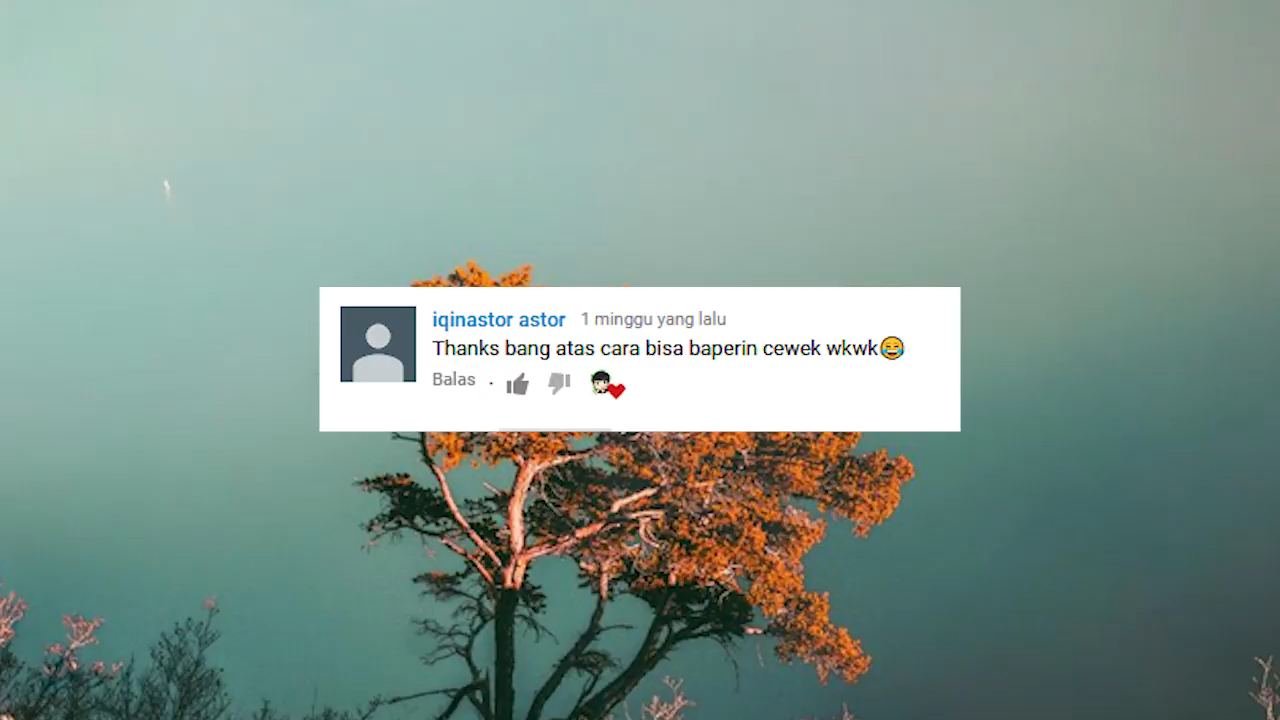 iqinastor astor 1 minggu yang lalu
Thanks bang atas cara bisa baperin cewek wkwk😂
Balas .